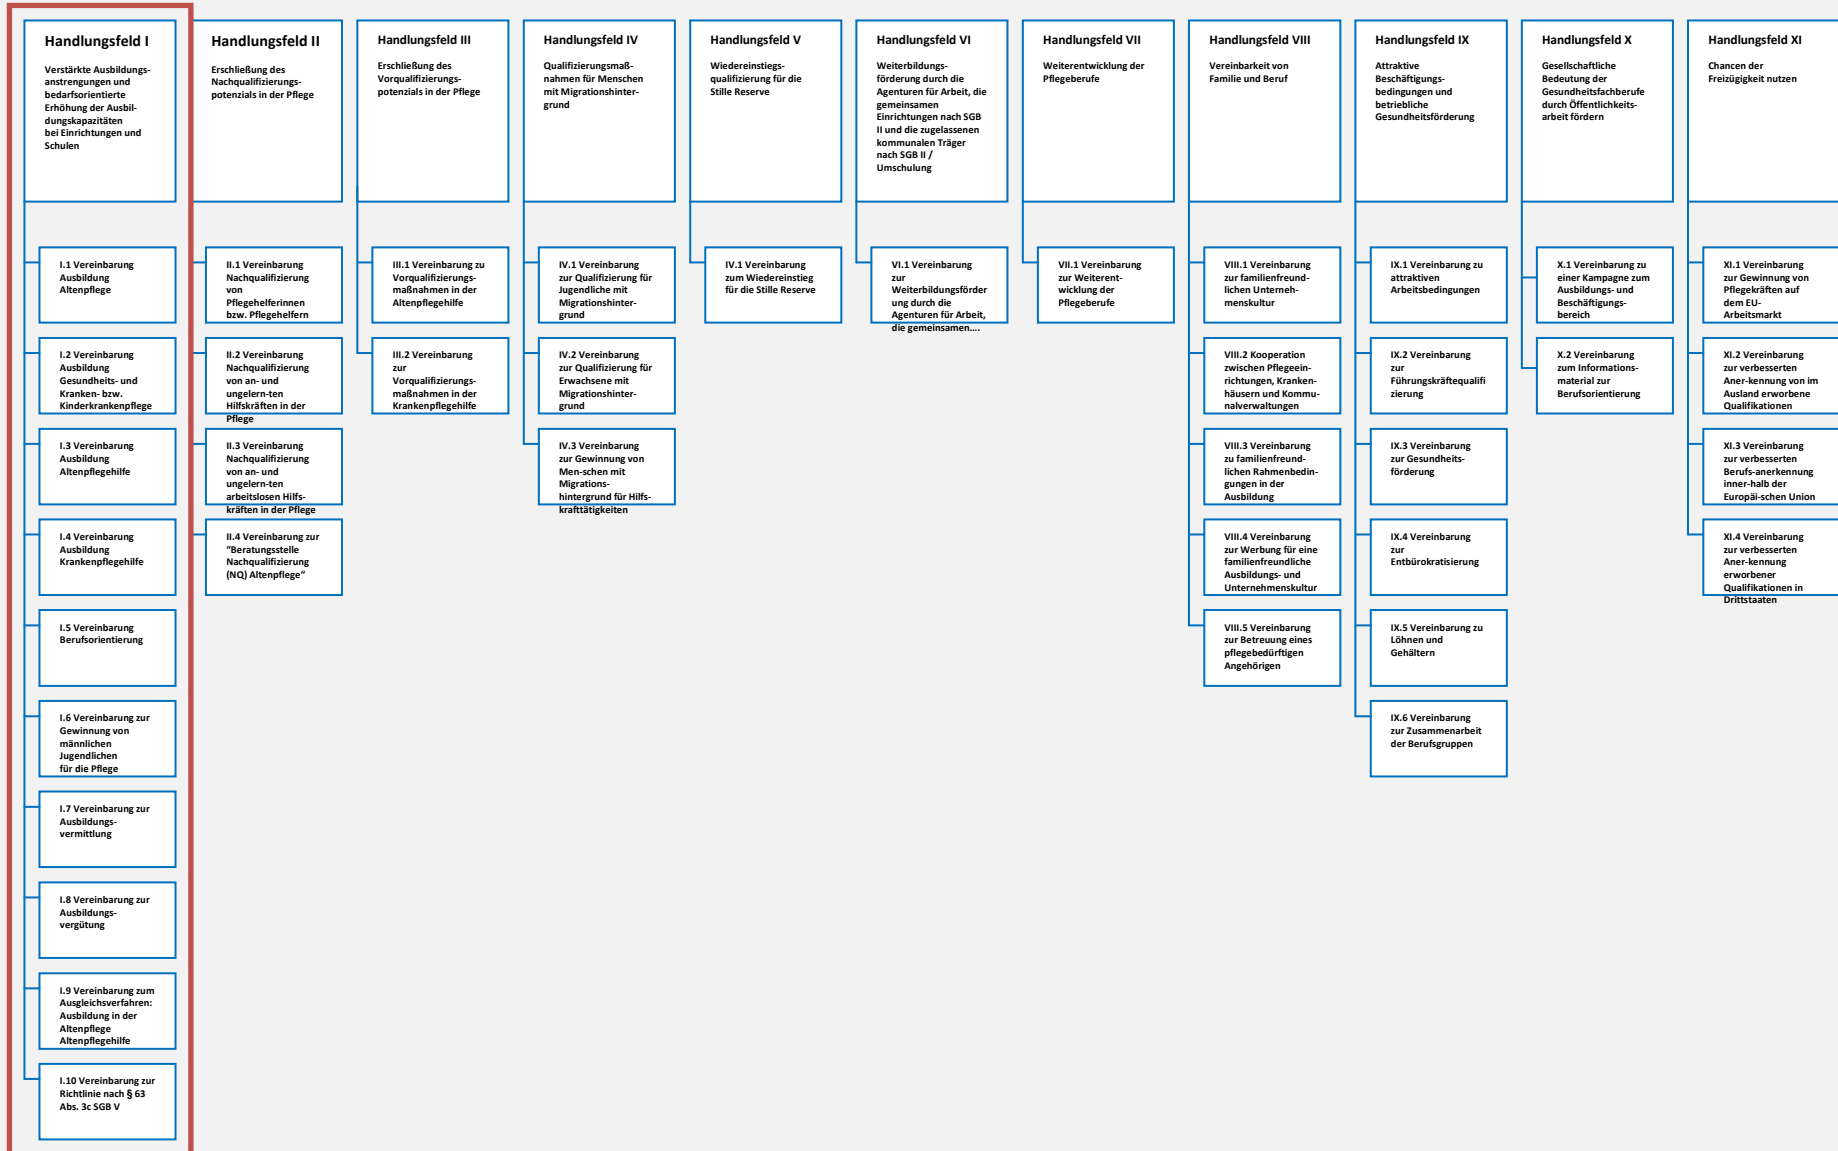 Handlungsfeld I
Verstärkte Ausbildungs-
anstrengungen und
bedarfsorientierte
Erhöhung der Ausbil-
dungskapazitäten
bei Einrichtungen und
Schulen
I.1 Vereinbarung
Ausbildung
Altenpflege
I.2 Vereinbarung
Ausbildung
Gesundheits- und
Kranken- bzw.
Kinderkrankenpflege
I.3 Vereinbarung
Ausbildung
Altenpflegehilfe
I.4 Vereinbarung
Ausbildung
Krankenpflegehilfe
I.5 Vereinbarung
Berufsorientierung
I.6 Vereinbarung zur
Gewinnung von
männlichen
Jugendlichen
für die Pflege
I.7 Vereinbarung zur
Ausbildungs-
vermittlung
I.8 Vereinbarung zur
Ausbildungs-
vergütung
I.9 Vereinbarung zum
Ausgleichsverfahren:
Ausbildung in der
Altenpflege
Altenpflegehilfe
I.10 Vereinbarung zur
Richtlinie nach § 63
Abs. 3c SGB V
Handlungsfeld II
Erschließung des
Nachqualifizierungs-
potenzials in der Pflege
II.1 Vereinbarung
Nachqualifizierung
von
Pflegehelferinnen
bzw. Pflegehelfern
II.2 Vereinbarung
Nachqualifizierung
von an- und
ungelern-ten
Hilfskräften in der
Pflege
II.3 Vereinbarung
Nachqualifizierung
von an- und
ungelern-ten
arbeitslosen Hilfs-
kräften in der Pflege
II.4 Vereinbarung zur
“Beratungsstelle
Nachqualifizierung
(NQ) Altenpflege“
Handlungsfeld III
Erschließung des
Vorqualifizierungs-
potenzials in der Pflege
III.1 Vereinbarung zu
Vorqualifizierungs-
maßnahmen in der
Altenpflegehilfe
III.2 Vereinbarung
zur
Vorqualifizierungs-
maßnahmen in der
Krankenpflegehilfe
Handlungsfeld IV
Qualifizierungsmaß-
nahmen für Menschen
mit Migrationshinter-
grund
IV.1 Vereinbarung
zur Qualifizierung für
Jugendliche mit
Migrationshinter-
grund
IV.2 Vereinbarung
zur Qualifizierung für
Erwachsene mit
Migrationshinter-
grund
IV.3 Vereinbarung
zur Gewinnung von
Men-schen mit
Migrations-
hintergrund für Hilfs-
krafttätigkeiten
Handlungsfeld V
Wiedereinstiegs-
qualifizierung für die
Stille Reserve
IV.1 Vereinbarung
zum Wiedereinstieg
für die Stille Reserve
Handlungsfeld VI
Weiterbildungs-
förderung durch die
Agenturen für Arbeit, die
gemeinsamen
Einrichtungen nach SGB
II und die zugelassenen
kommunalen Träger
nach SGB II /
Umschulung
VI.1 Vereinbarung
zur
Weiterbildungsförder
ung durch die
Agenturen für Arbeit,
die gemeinsamen....
Handlungsfeld VII
Weiterentwicklung der
Pflegeberufe
VII.1 Vereinbarung
zur Weiterent-
wicklung der
Pflegeberufe
Handlungsfeld VIII
Vereinbarkeit von
Familie und Beruf
VIII.1 Vereinbarung
zur familienfreund-
lichen Unterneh-
menskultur
VIII.2 Kooperation
zwischen Pflegeein-
richtungen, Kranken-
häusern und Kommu-
nalverwaltungen
VIII.3 Vereinbarung
zu familienfreund-
lichen Rahmenbedin-
gungen in der
Ausbildung
VIII.4 Vereinbarung
zur Werbung für eine
familienfreundliche
Ausbildungs- und
Unternehmenskultur
VIII.5 Vereinbarung
zur Betreuung eines
pflegebedürftigen
Angehörigen
Handlungsfeld IX
Attraktive
Beschäftigungs-
bedingungen und
betriebliche
Gesundheitsförderung
IX.1 Vereinbarung zu
attraktiven
Arbeitsbedingungen
IX.2 Vereinbarung
zur
Führungskräftequalifi
zierung
IX.3 Vereinbarung
zur Gesundheits-
förderung
IX.4 Vereinbarung
zur
Entbürokratisierung
IX.5 Vereinbarung zu
Löhnen und
Gehältern
IX.6 Vereinbarung
zur Zusammenarbeit
der Berufsgruppen
Handlungsfeld X
Gesellschaftliche
Bedeutung der
Gesundheitsfachberufe
durch Öffentlichkeits-
arbeit fördern
X.1 Vereinbarung zu
einer Kampagne zum
Ausbildungs- und
Beschäftigungs-
bereich
X.2 Vereinbarung
zum Informations-
material zur
Berufsorientierung
Handlungsfeld XI
Chancen der
Freizügigkeit nutzen
XI.1 Vereinbarung
zur Gewinnung von
Pflegekräften auf
dem EU-
Arbeitsmarkt
XI.2 Vereinbarung
zur verbesserten
Aner-kennung von im
Ausland erworbene
Qualifikationen
XI.3 Vereinbarung
zur verbesserten
Berufs-anerkennung
inner-halb der
Europäi-schen Union
XI.4 Vereinbarung
zur verbesserten
Aner-kennung
erworbener
Qualifikationen in
Drittstaaten